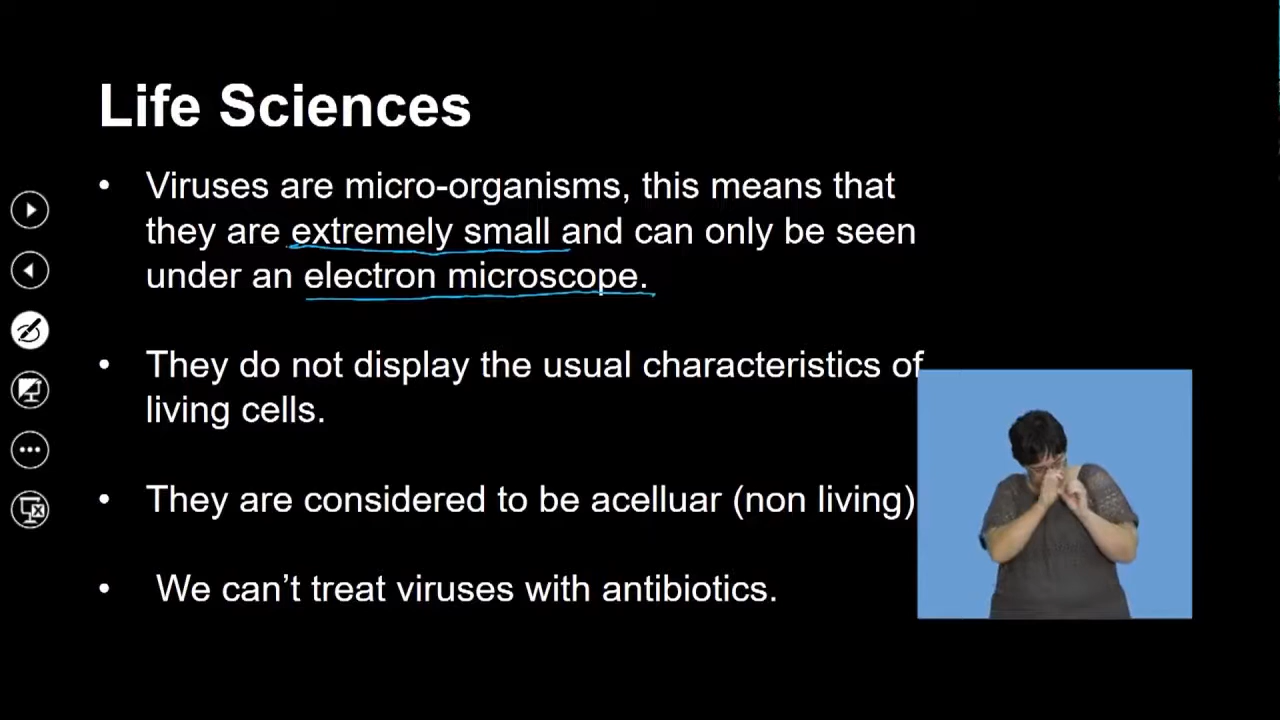 Life Sciences
• Viruses are micro-organisms, this means that
they are extremely small and can only be seen
under an electron microscope.
• They do not display the usual characteristics of
living cells.
• They are considered to be acelluar (non living)
• We can’t treat viruses with antibiotics.